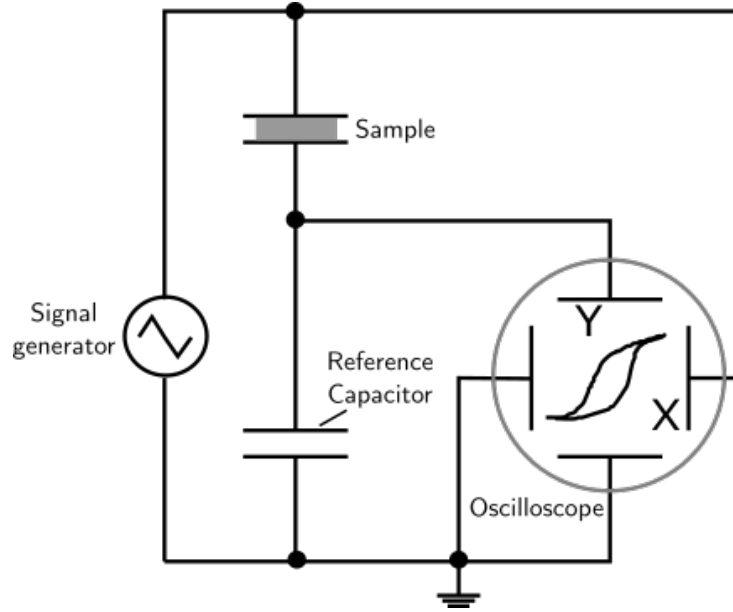 Sample
Signal
generator
Reference
Capacitor
Y
X
Oscilloscope